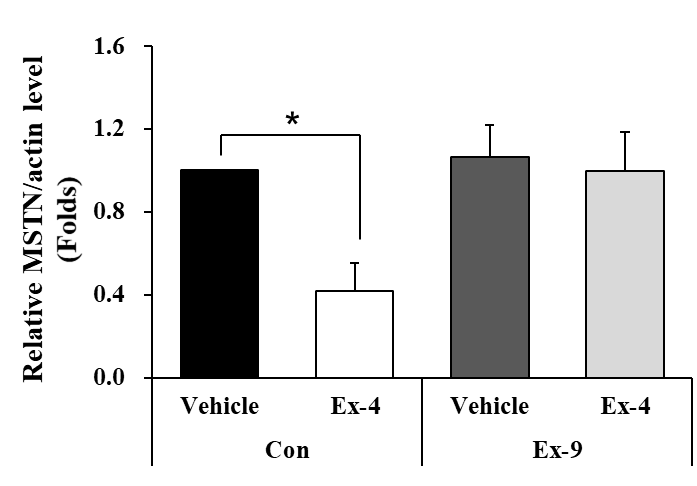 Relative MSTN/actin level
(Folds)
1.6
1.2
0.8
0.4
0.0
*
Vehicle Ex-4 Vehicle Ex-4
Con Ex-9